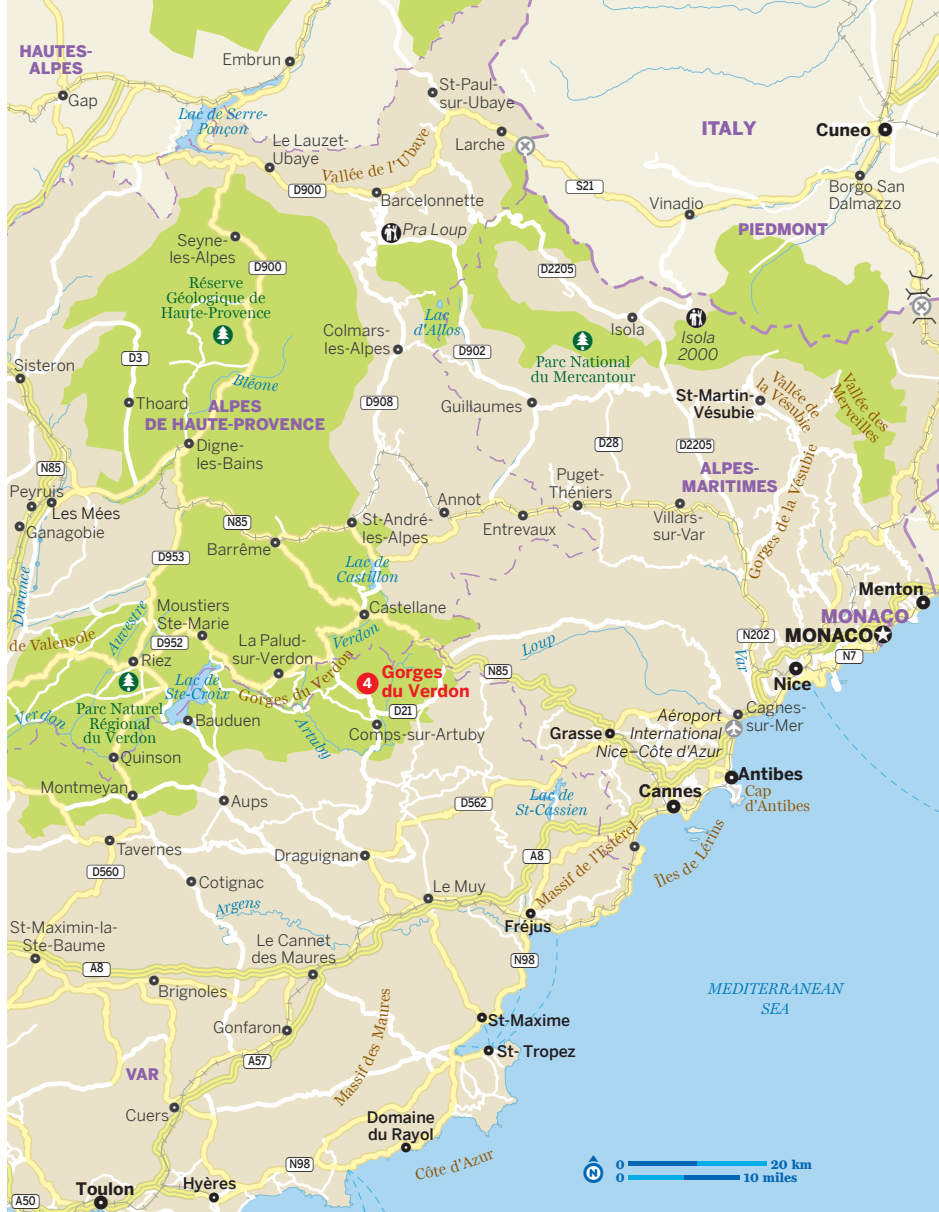 HAUTES-
ALPES
Embrun
Gap
St-Paul-
sur-Ubaye
Lac de Serre-
Ponçon
ITALY
Cuneo
Le Lauzet-
Ubaye
Larche
Vallée de l'Ubaye
D900
Barcelonnette
S21
Borgo San
Dalmazzo
Vinadio
Pra Loup
PIEDMONT
Seyne-
les-Alpes
D900
D2205
Réserve
Géologique de
Haute-Provence
Lac
d'Allos
Isola
Isola
2000
Colmars-
les-Alpes
D902
D3
Parc National
du Mercantour
Sisteron
Bléone
Thoard
ALPES
DE HAUTE-PROVENCE
D908
Guillaumes
St-Martin-
Vésubie
Vallée de
la Vésubie
Vallée des
Merveilles
Digne-
les-Bains
D28
D2205
N85
Puget-
Théniers
ALPES-
MARITIMES
Peyruis
Les Mées
Ganagobie
N85
St-André-
les-Alpes
Annot
Entrevaux
Villars-
sur-Var
Gorges de la Vésubie
Barrême
D953
Lac de
Castillon
Durance
Menton
Moustiers
Ste-Marie
Castellane
MONACO
MONACO
de Valensole
Auvestre
D952
La Palud-
sur-Verdon
Verdon
Loup
N202
Var
N7
Riez
Lac de
Ste-Croix
Gorges du Verdon
4
Gorges
du Verdon
N85
Nice
Verdon
Parc Naturel
Régional
du Verdon
Bauduen
Artuby
D21
Comps-sur-Artuby
Grasse
Aéroport
International
Nice–Côte d'Azur
Cagnes-
sur-Mer
Quinson
Montmeyan
Aups
D562
Lac de
St-Cassien
Cannes
Antibes
Cap
d'Antibes
Tavernes
Draguignan
A8
Massif de l'Estérel
Îles de Lérins
D560
Cotignac
Le Muy
Argens
Fréjus
St-Maximin-la-
Ste-Baume
Le Cannet
des Maures
N98
A8
Brignoles
MEDITERRANEAN
SEA
Gonfaron
Massif des Maures
St-Maxime
A57
St- Tropez
VAR
Cuers
Domaine
du Rayol
N98
Côte d'Azur
N
0 20 km
0 10 miles
Toulon
Hyères
A50